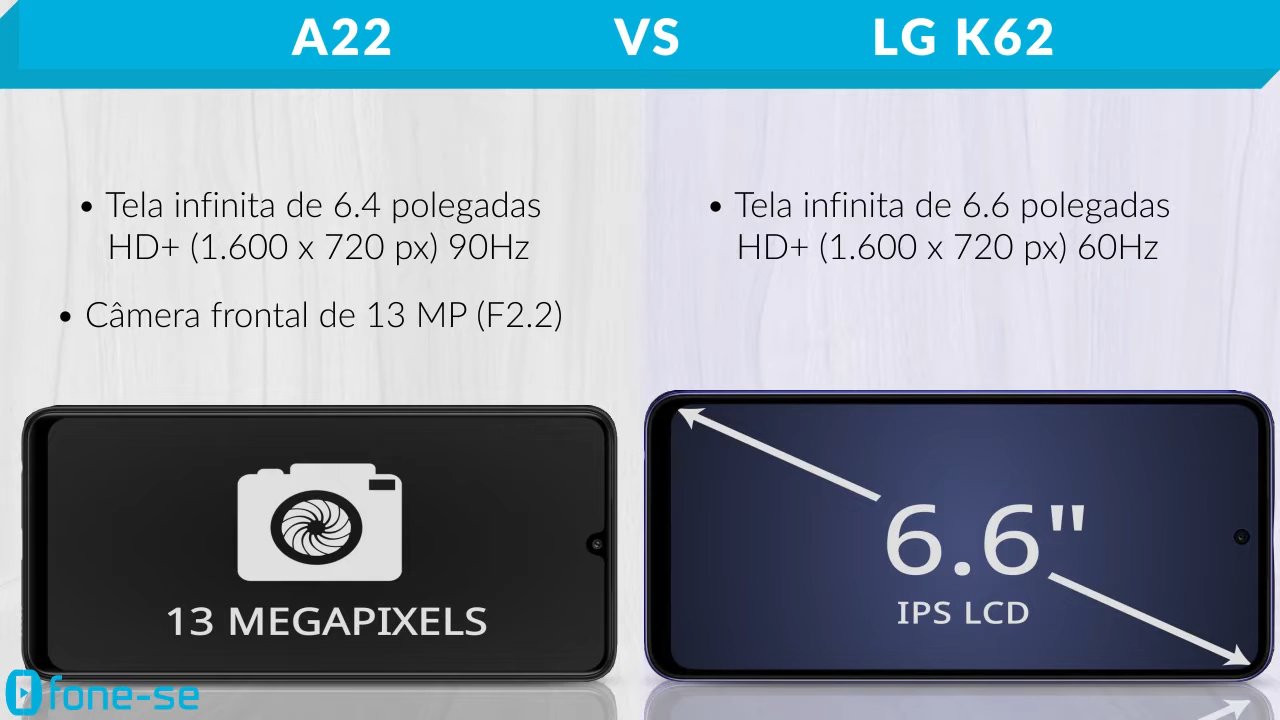 A22 VS LG K62
• Tela infinita de 6.4 polegadas
HD+ (1.600 x 720 px) 90Hz
• Câmera frontal de 13 MP (F2.2)
13 MEGAPIXELS
• Tela infinita de 6.6 polegadas
HD+ (1.600 x 720 px) 60Hz
6.6"
IPS LCD
fone-se